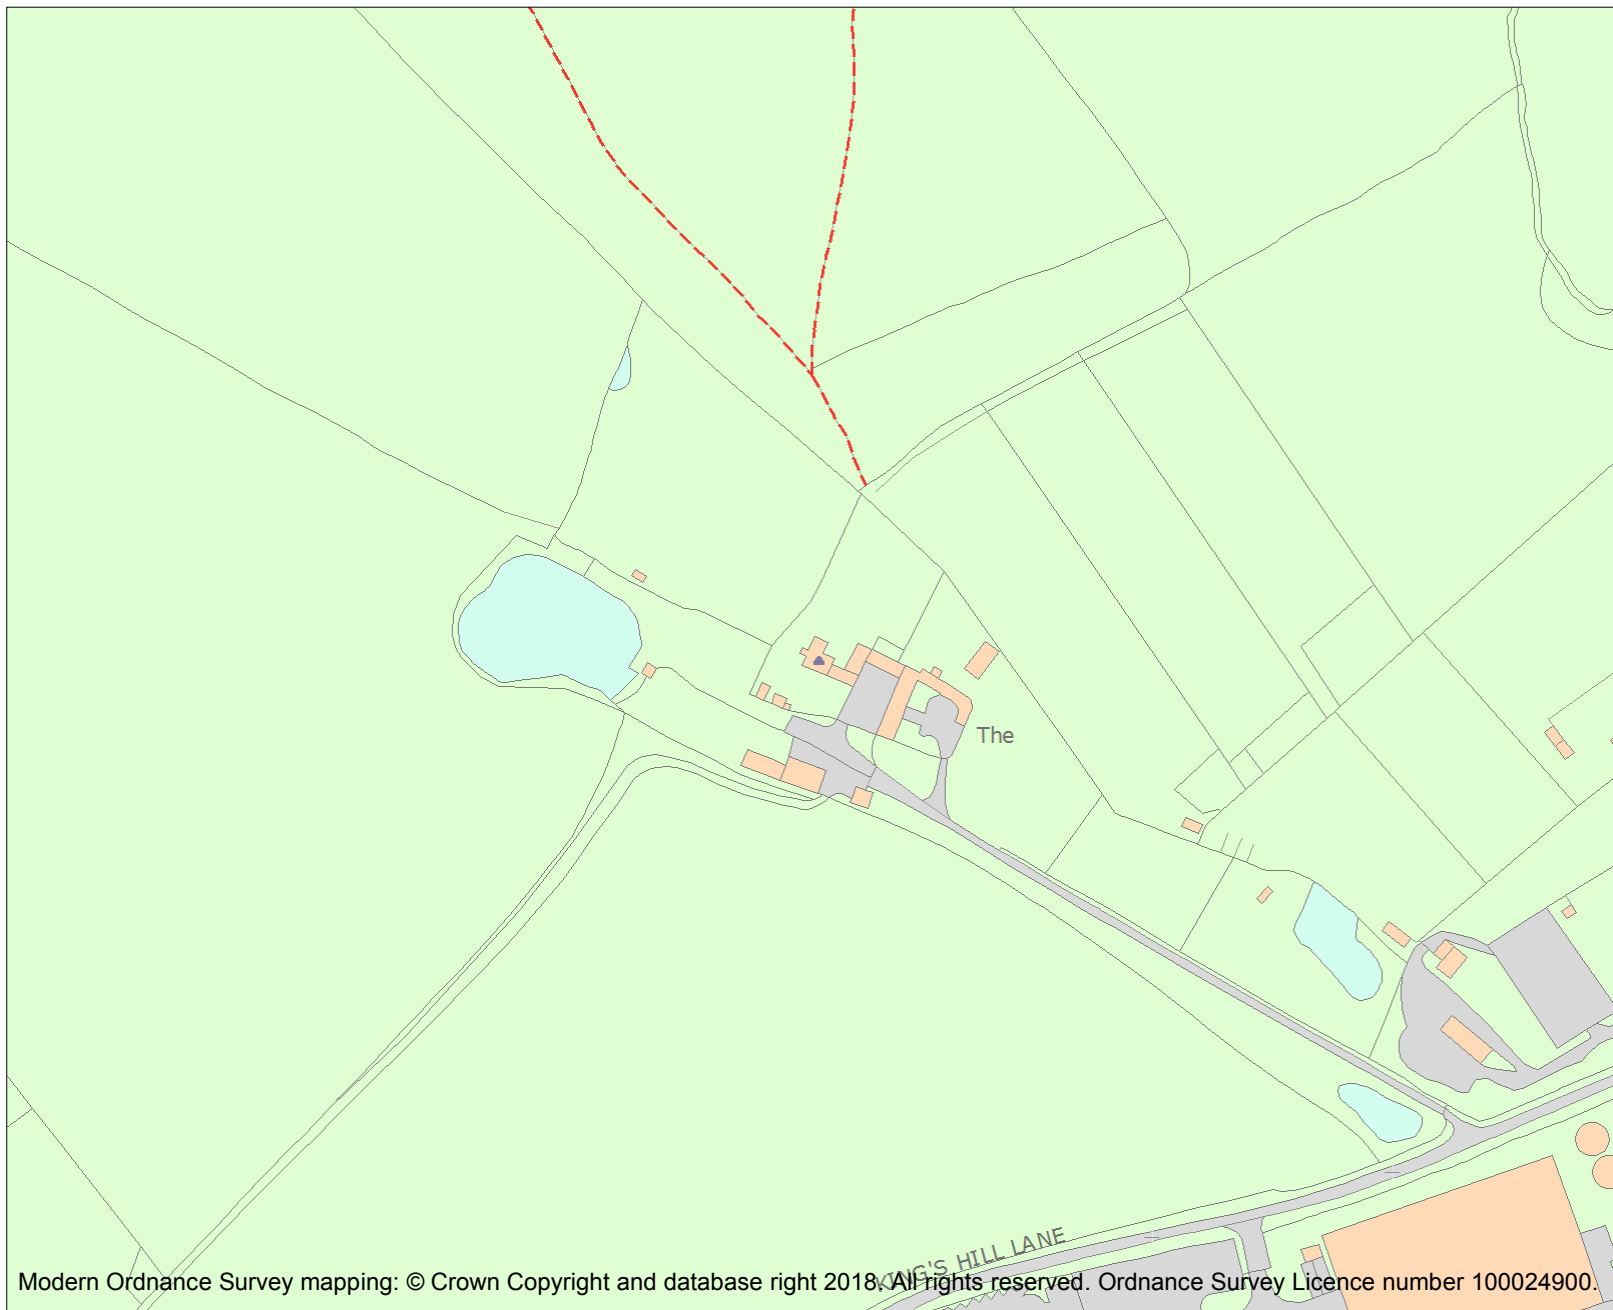 The
KING'S HILL LANE
Modern Ordnance Survey mapping: © Crown Copyright and database right 2018. All rights reserved. Ordnance Survey Licence number 100024900.